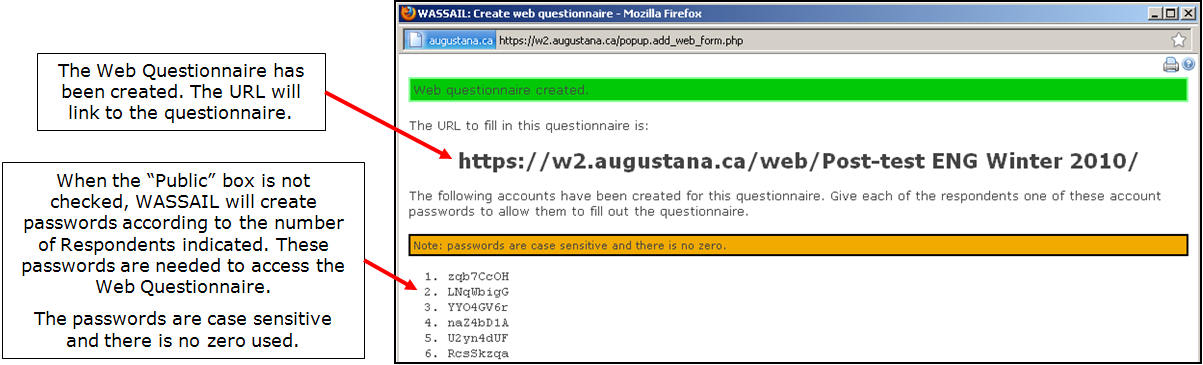 The Web Questionnaire has
been created. The URL will
link to the questionnaire.
When the “Public” box is not
checked, WASSAIL will create
passwords according to the number
of Respondents indicated. These
passwords are needed to access the
Web Questionnaire.
The passwords are case sensitive
and there is no zero used.
WASSAIL: Create web questionnaire - Mozilla Firefox
augustana.ca https://w2.augustana.ca/popup.add_web_form.php
Web questionnaire created.
The URL to fill in this questionnaire is:
https://w2.augustana.ca/web/Post-test ENG Winter 2010/
The following accounts have been created for this questionnaire. Give each of the respondents one of these account
passwords to allow them to fill out the questionnaire.
Note: passwords are case sensitive and there is no zero.
1. zqb7CcOH
2. LNqWbigG
3. YYO4GV6r
4. naZ4bD1A
5. U2yn4dUF
6. RcsSkzqa